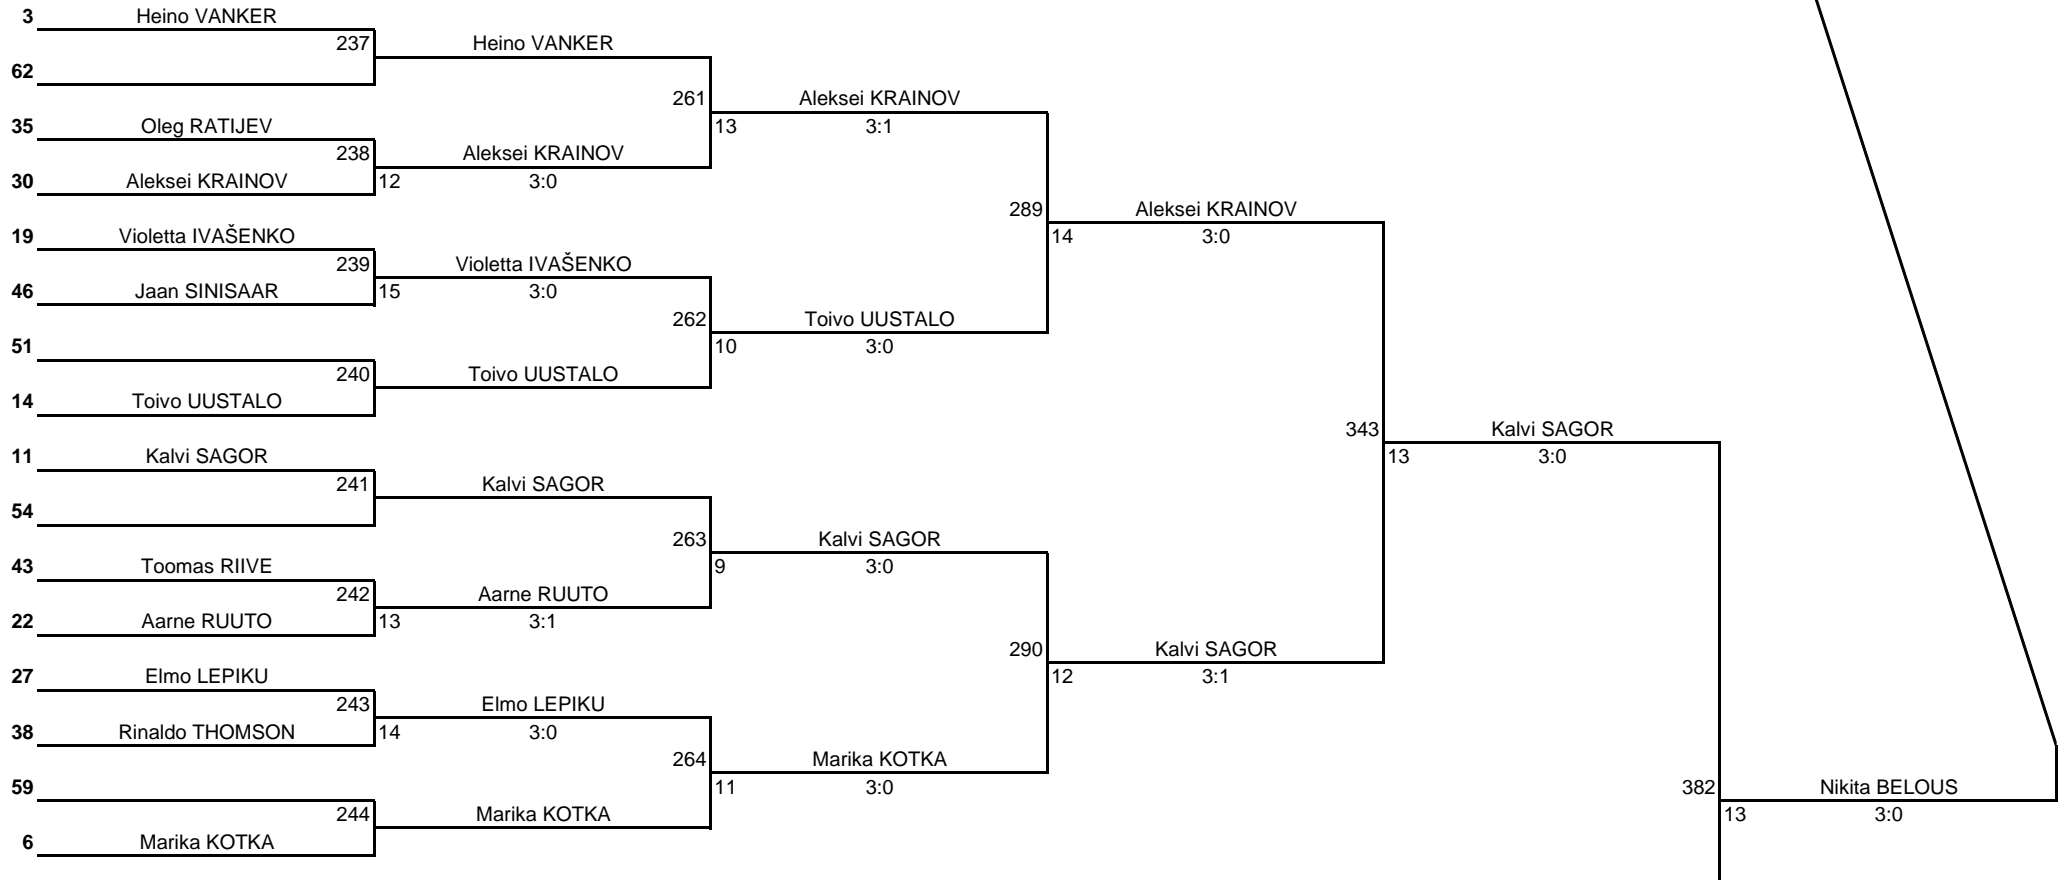 3 Heino VANKER
237 Heino VANKER
62
261 Aleksei KRAINOV
35 Oleg RATIJEV 13 3:1
238 Aleksei KRAINOV
30 Aleksei KRAINOV 12 3:0
289 Aleksei KRAINOV
19 Violetta IVAŠENKO 14 3:0
239 Violetta IVAŠENKO
46 Jaan SINISAAR 15 3:0
262 Toivo UUSTALO
51 10 3:0
240 Toivo UUSTALO
14 Toivo UUSTALO
343 Kalvi SAGOR
11 Kalvi SAGOR 13 3:0
241 Kalvi SAGOR
54
263 Kalvi SAGOR
43 Toomas RIIVE 9 3:0
242 Aarne RUUTO
22 Aarne RUUTO 13 3:1
290 Kalvi SAGOR
27 Elmo LEPIKU 12 3:1
243 Elmo LEPIKU
38 Rinaldo THOMSON 14 3:0
264 Marika KOTKA
59 11 3:0 382 Nikita BELOUS
244 Marika KOTKA 13 3:0
6 Marika KOTKA